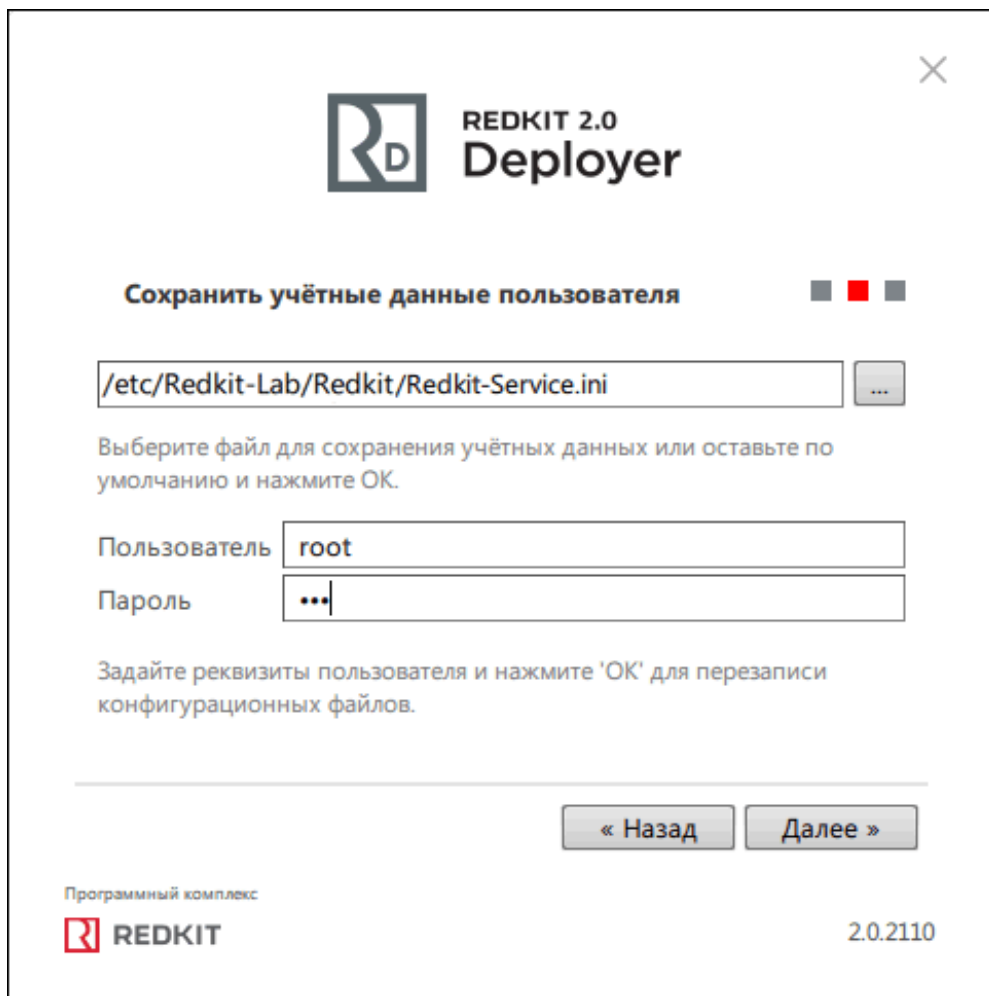 REDKIT 2.0
Deployer
Сохранить учётные данные пользователя
/etc/Redkit-Lab/Redkit/Redkit-Service.ini
...
Выберите файл для сохранения учётных данных или оставьте по
умолчанию и нажмите ОК.
Пользователь root
Пароль •••
Задайте реквизиты пользователя и нажмите 'ОК' для перезаписи
конфигурационных файлов.
« Назад
Далее »
Программный комплекс
REDKIT
2.0.2110